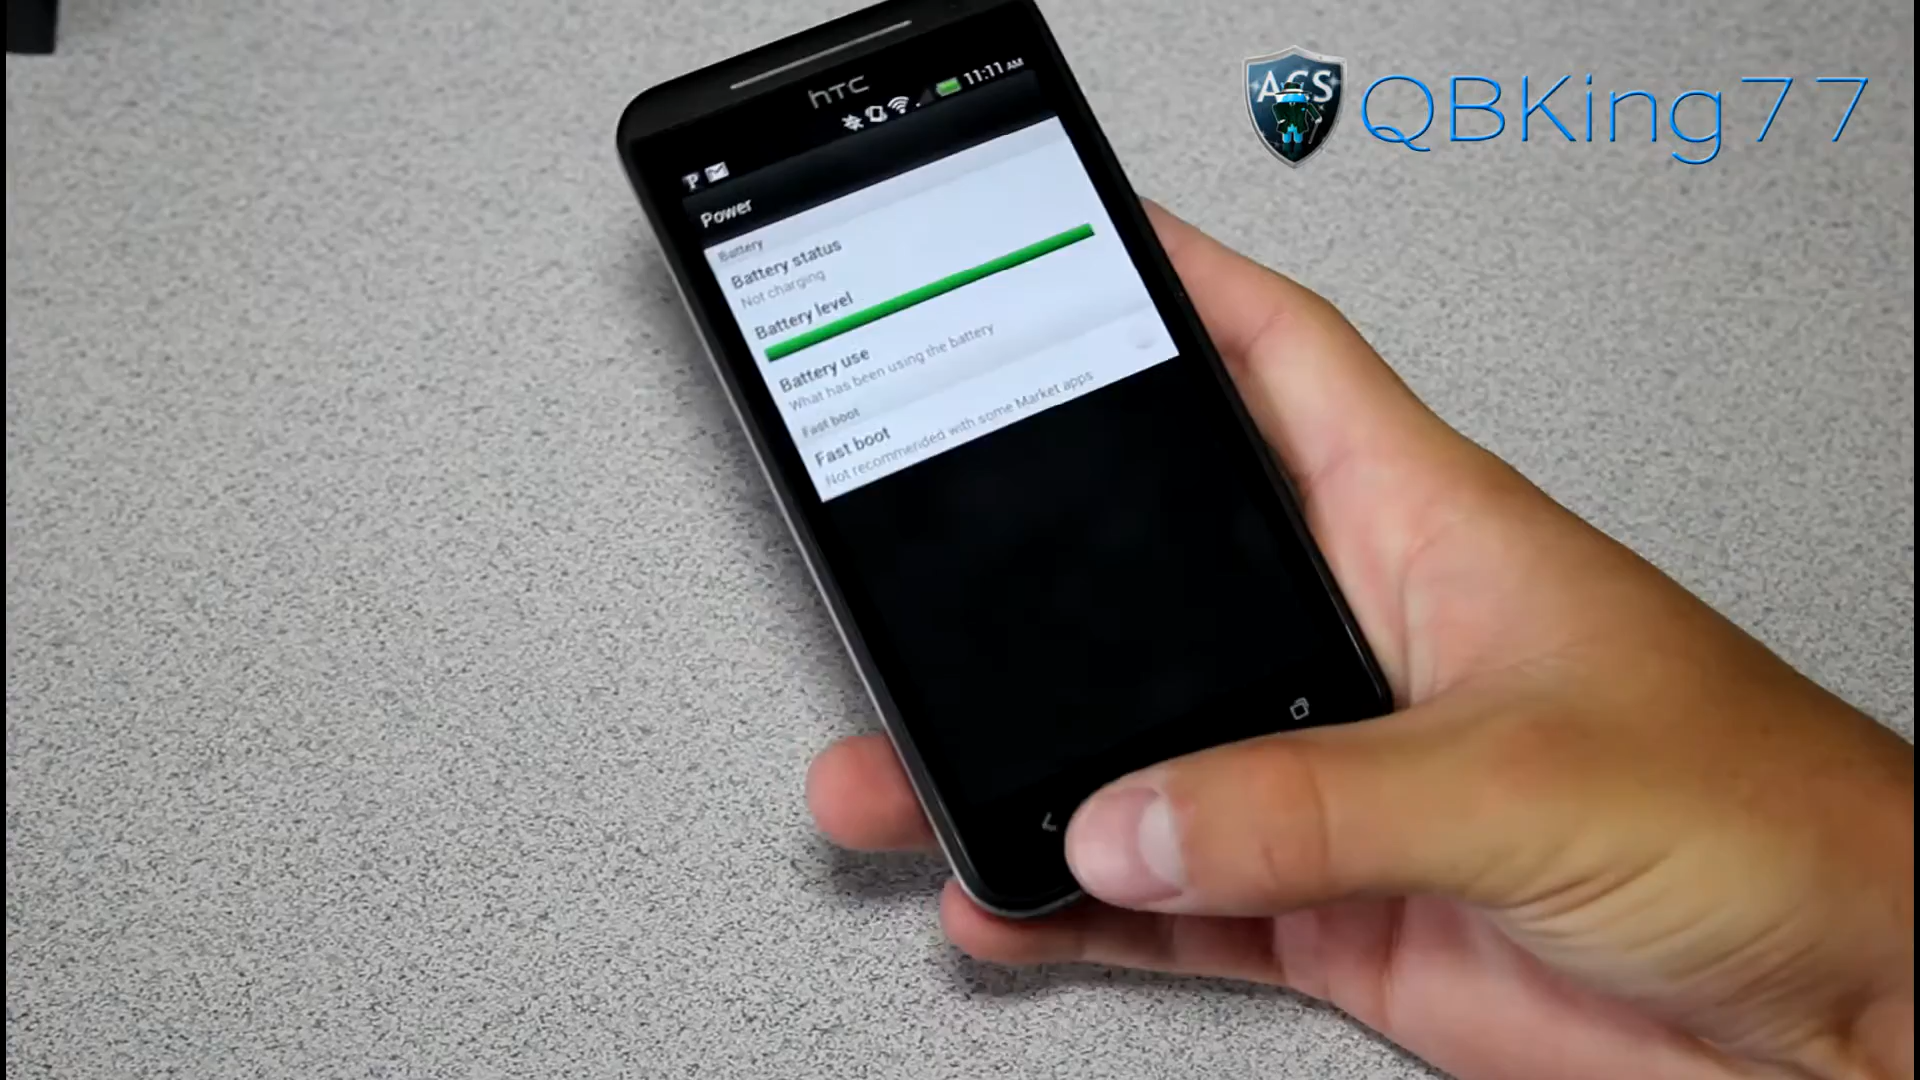 ACS QBKing77
hTC
11:11 AM
Power
Battery
Battery status
Not charging
Battery level
Battery use
What has been using the battery
Fast boot
Fast boot
Not recommended with some Market apps